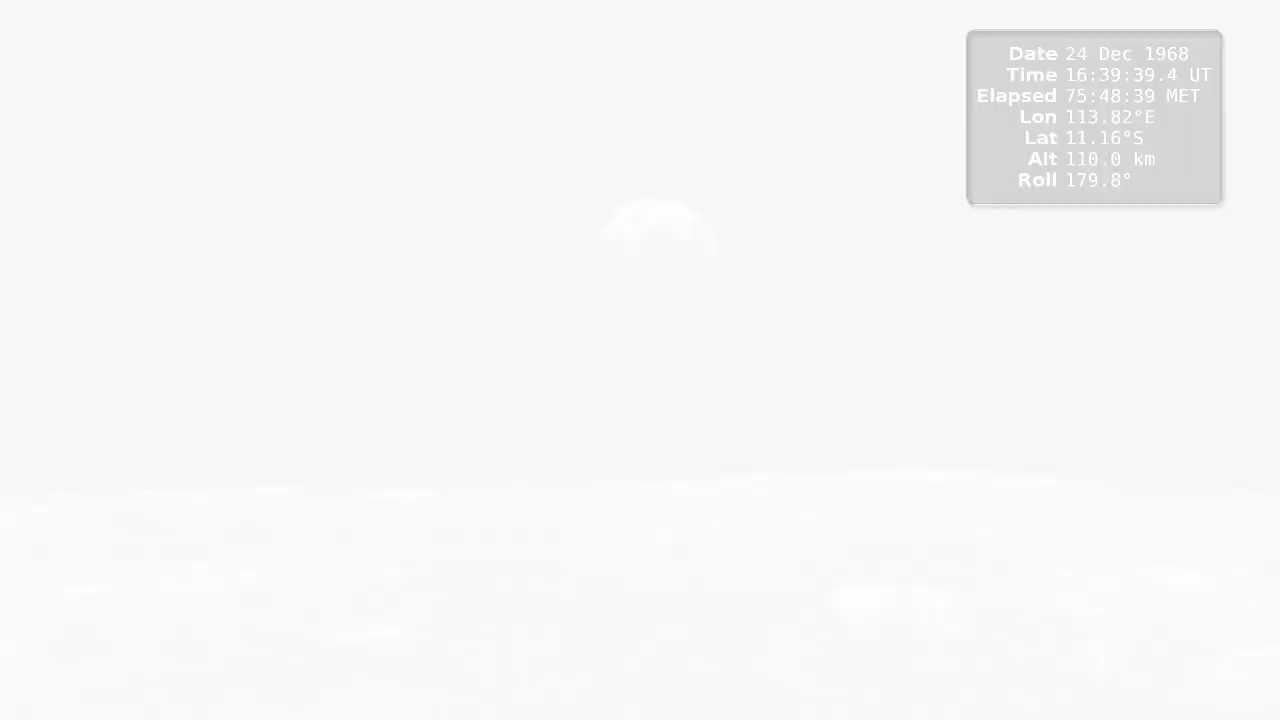 Date 24 Dec 1968
Time 16:39:39.4 UT
Elapsed 75:48:39 MET
Lon 113.82°E
Lat 11.16°S
Alt 110.0 km
Roll 179.8°